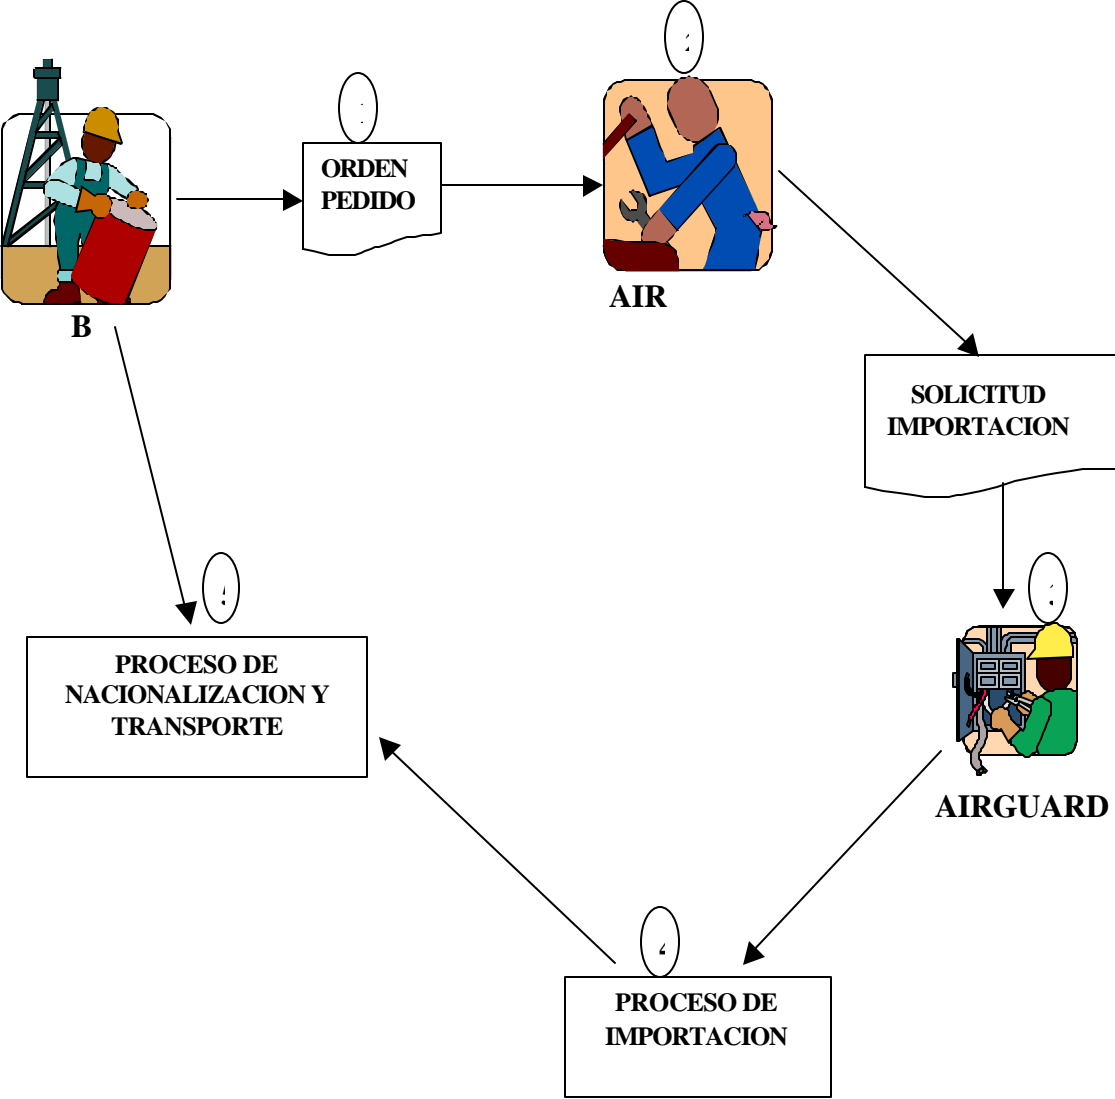 ORDEN
PEDIDO
AIR
B
SOLICITUD
IMPORTACION
PROCESO DE
NACIONALIZACION Y
TRANSPORTE
AIRGUARD
PROCESO DE
IMPORTACION